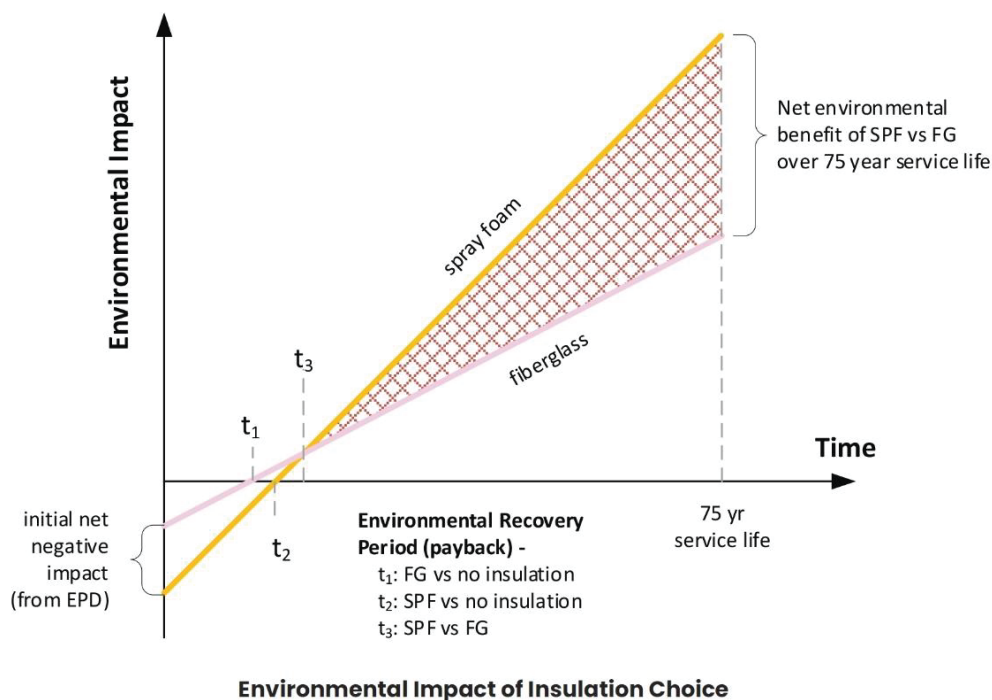 Environmental Impact
spray foam
fiberglass
Net environmental
benefit of SPF vs FG
over 75 year service life
t₃
t₁
Time
t₂
initial net
negative
impact
(from EPD)
75 yr
service life
Environmental Recovery
Period (payback) -
t₁: FG vs no insulation
t₂: SPF vs no insulation
t₃: SPF vs FG
Environmental Impact of Insulation Choice